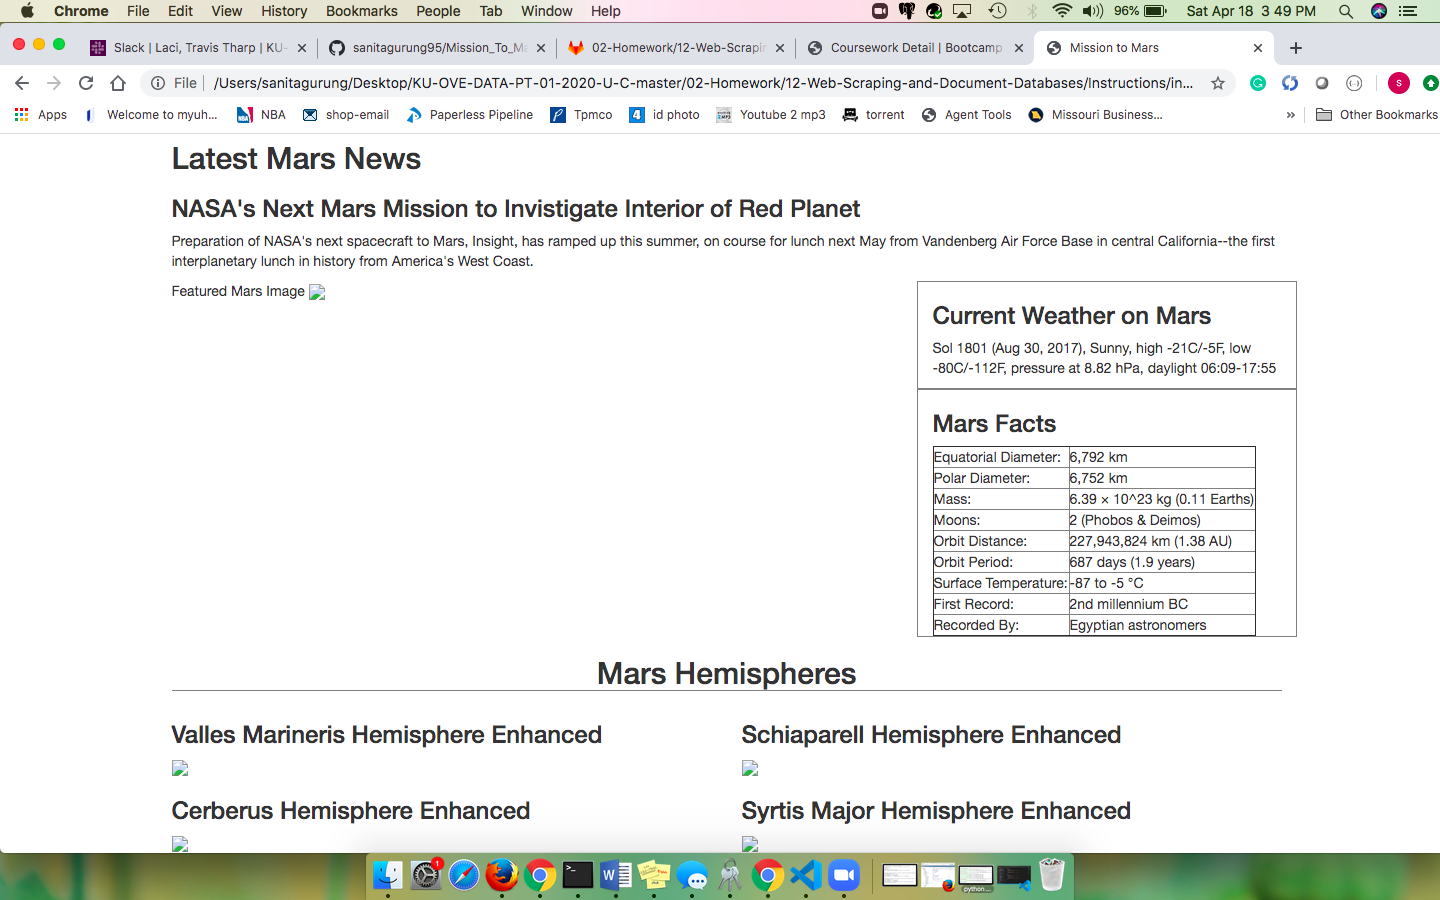 Chrome File Edit View History Bookmarks People Tab Window Help 96% Sat Apr 18 3 49 PM
Slack | Laci, Travis Tharp | KU- sanitagurung95/Mission_To_Ma 02-Homework/12-Web-Scrapin Coursework Detail | Bootcamp Mission to Mars
File /Users/sanitagurung/Desktop/KU-OVE-DATA-PT-01-2020-U-C-master/02-Homework/12-Web-Scraping-and-Document-Databases/Instructions/in... s
Apps Welcome to myuh... NBA shop-email Paperless Pipeline Tpmco 4 id photo Youtube 2 mp3 torrent Agent Tools Missouri Business... » Other Bookmarks
Latest Mars News
NASA's Next Mars Mission to Invistigate Interior of Red Planet
Preparation of NASA's next spacecraft to Mars, Insight, has ramped up this summer, on course for lunch next May from Vandenberg Air Force Base in central California--the first
interplanetary lunch in history from America's West Coast.
Featured Mars Image
Current Weather on Mars
Sol 1801 (Aug 30, 2017), Sunny, high -21C/-5F, low
-80C/-112F, pressure at 8.82 hPa, daylight 06:09-17:55
Mars Facts
Equatorial Diameter: 6,792 km
Polar Diameter: 6,752 km
Mass: 6.39 × 10^23 kg (0.11 Earths)
Moons: 2 (Phobos & Deimos)
Orbit Distance: 227,943,824 km (1.38 AU)
Orbit Period: 687 days (1.9 years)
Surface Temperature: -87 to -5 °C
First Record: 2nd millennium BC
Recorded By: Egyptian astronomers
Mars Hemispheres
Valles Marineris Hemisphere Enhanced Schiaparell Hemisphere Enhanced
Cerberus Hemisphere Enhanced Syrtis Major Hemisphere Enhanced
1
W
python...